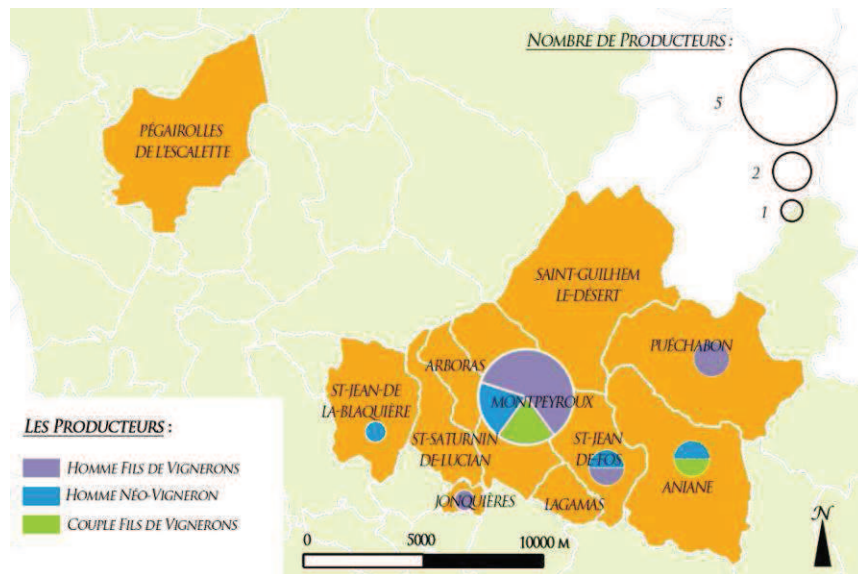 NOMBRE DE PRODUCTEURS :
5
2
1
PÉGAIROLLES
DE L'ESCALETTE
SAINT-GUILHEM
LE-DÉSERT
PUÉCHABON
ARBORAS
MONTPEYROUX
ST-JEAN-DE
LA-BLAQUIÈRE
ST-SATURNIN
DE-LUCIAN
ST-JEAN
DE-FOS
ANIANE
JONQUIÈRES
LAGAMAS
LES PRODUCTEURS :
HOMME FILS DE VIGNERONS
HOMME NÉO-VIGNERON
COUPLE FILS DE VIGNERONS
0 5000 10000 M
N